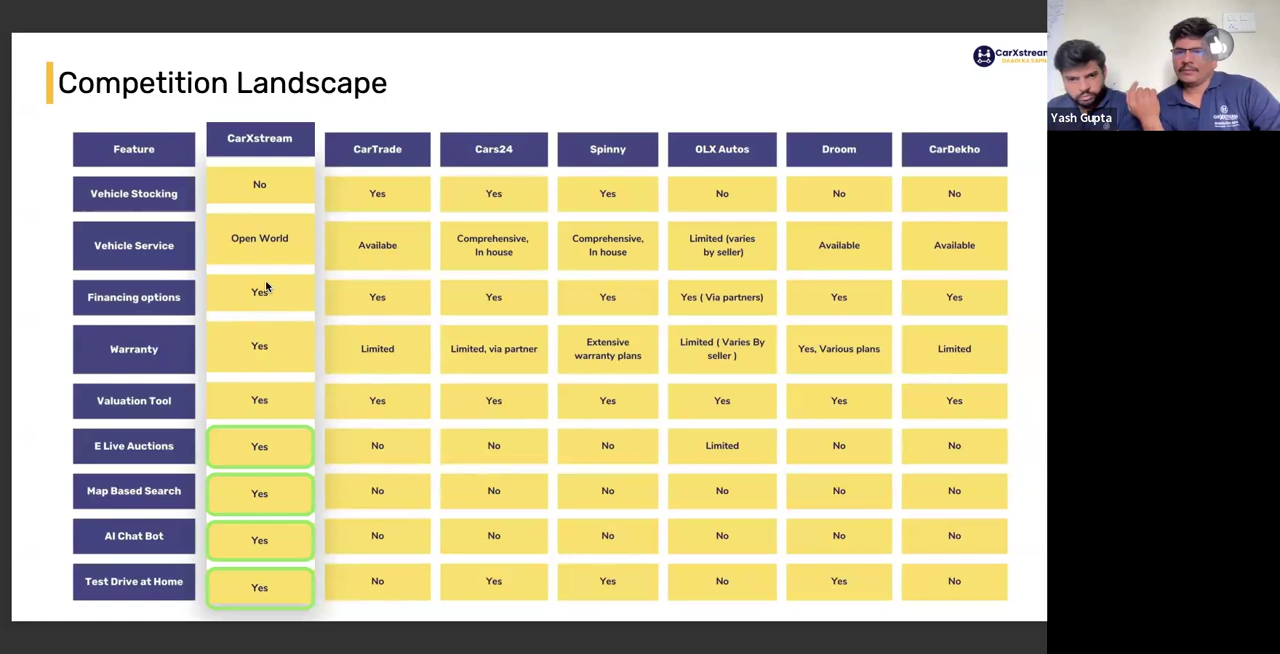 CarXstream
GAADI KA SAPNA
Competition Landscape
Feature CarXstream CarTrade Cars24 Spinny OLX Autos Droom CarDekho
Vehicle Stocking No Yes Yes Yes No No No
Vehicle Service Open World Availabe Comprehensive, In house Comprehensive, In house Limited (varies by seller) Available Available
Financing options Yes Yes Yes Yes Yes ( Via partners) Yes Yes
Warranty Yes Limited Limited, via partner Extensive warranty plans Limited ( Varies By seller ) Yes, Various plans Limited
Valuation Tool Yes Yes Yes Yes Yes Yes Yes
E Live Auctions Yes No No No Limited No No
Map Based Search Yes No No No No No No
AI Chat Bot Yes No No No No No No
Test Drive at Home Yes No Yes Yes No Yes No
Yash Gupta